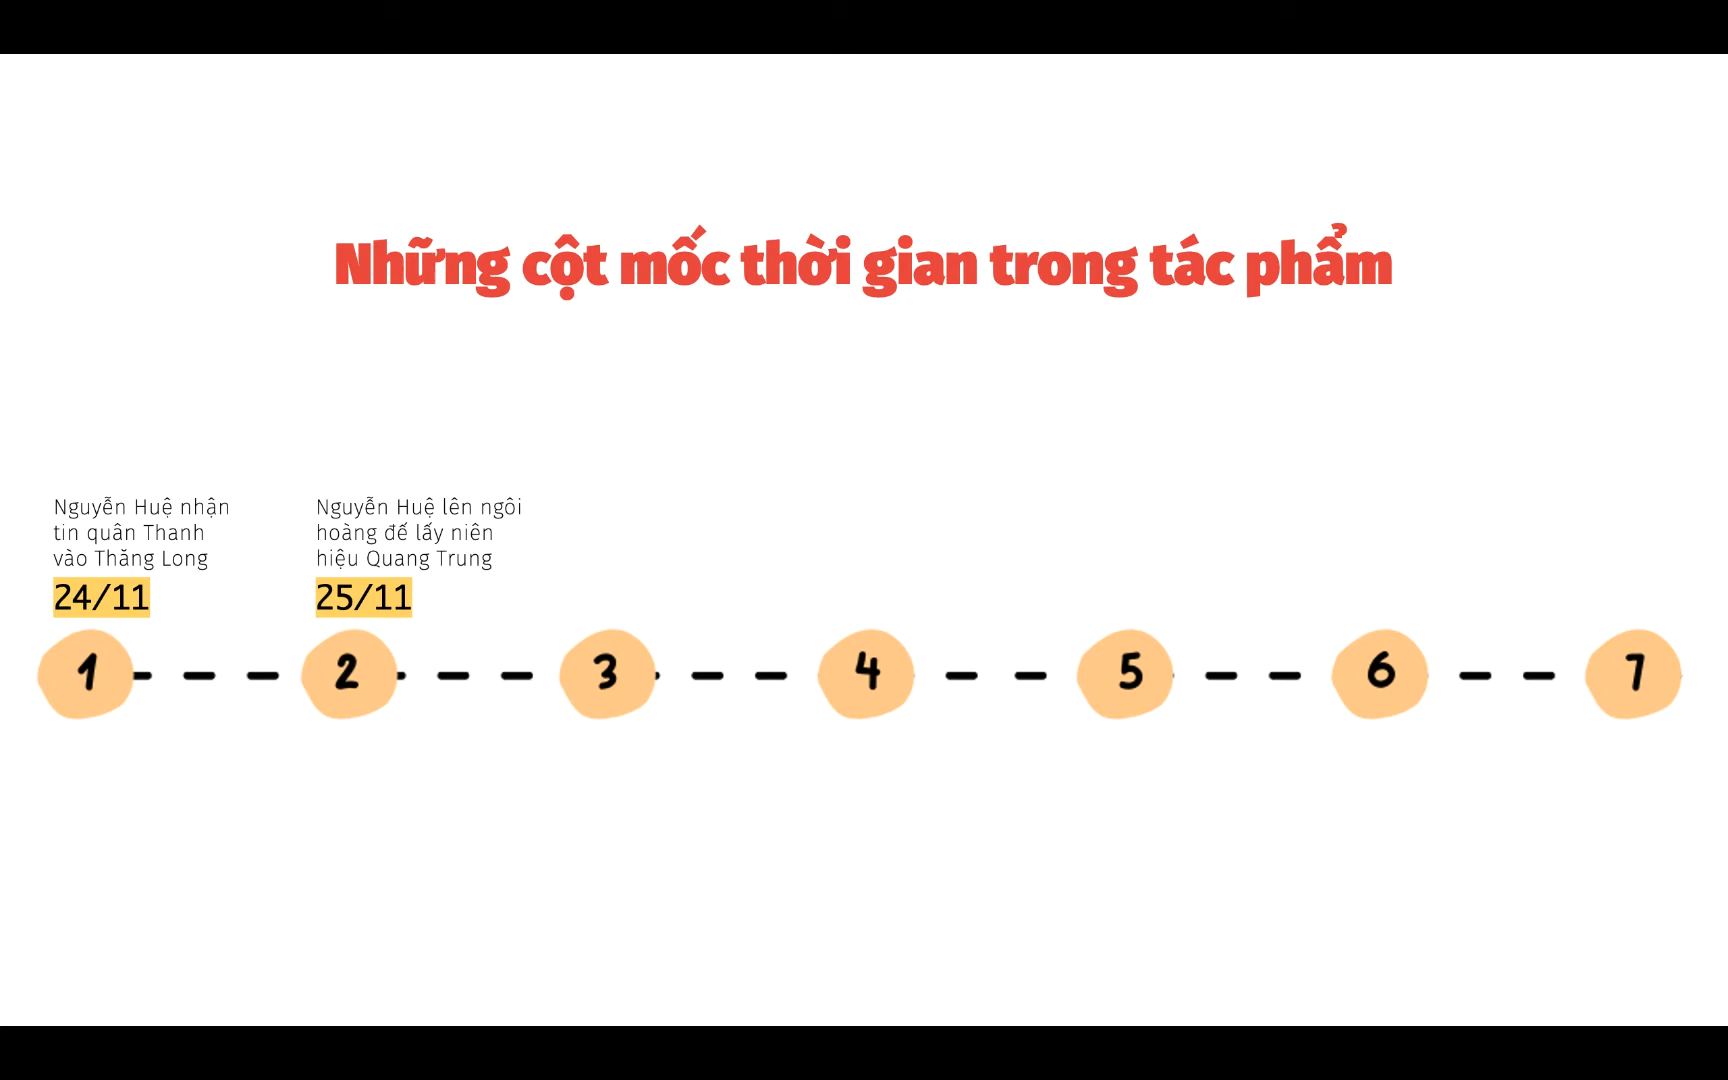 Những cột mốc thời gian trong tác phẩm
Nguyễn Huệ nhận
tin quân Thanh
vào Thăng Long
24/11
Nguyễn Huệ lên ngôi
hoàng đế lấy niên
hiệu Quang Trung
25/11
1
2
3
4
5
6
7